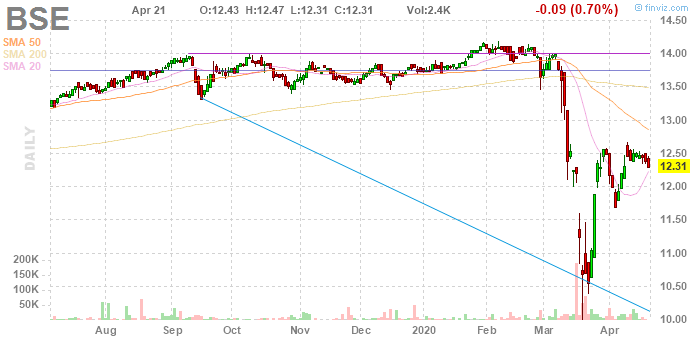 BSE
Apr 21 O:12.43 H:12.47 L:12.31 C:12.31 Vol:2.4K -0.09 (0.70%)
© finviz.com
SMA 50
SMA 200
SMA 20
DAILY
14.50
14.00
13.50
13.00
12.50
12.31
12.00
11.50
11.00
10.50
10.00
200K
150K
100K
50K
Aug Sep Oct Nov Dec 2020 Feb Mar Apr